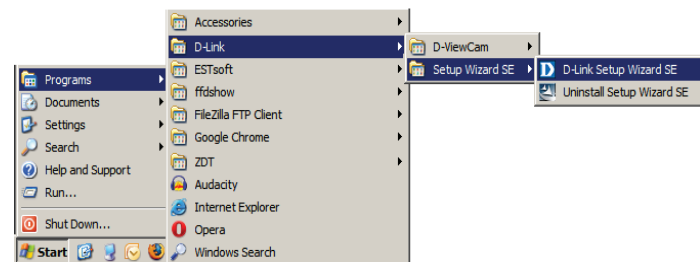 Programs
Documents
Settings
Search
Help and Support
Run...
Shut Down...
Start
Accessories
D-Link
ESTsoft
ffdshow
FileZilla FTP Client
Google Chrome
ZDT
Audacity
Internet Explorer
Opera
Windows Search
D-ViewCam
Setup Wizard SE
D-Link Setup Wizard SE
Uninstall Setup Wizard SE